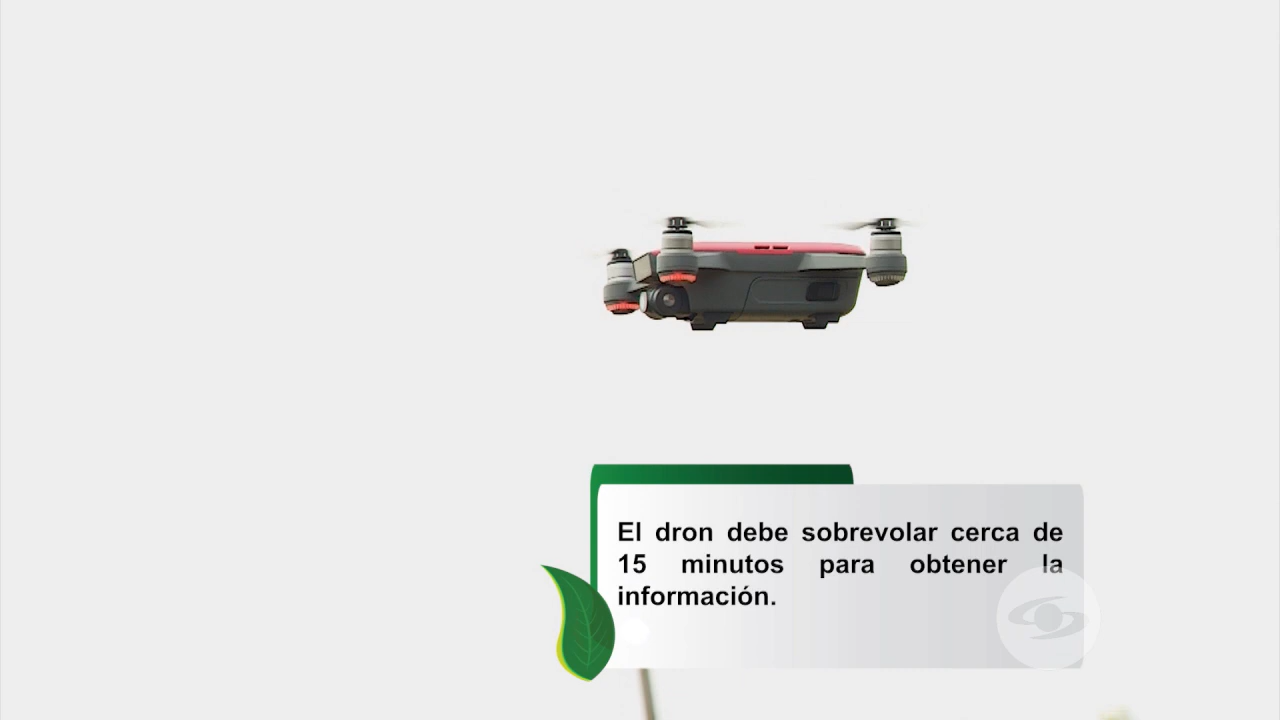 El dron debe sobrevolar cerca de
15 minutos para obtener la
información.